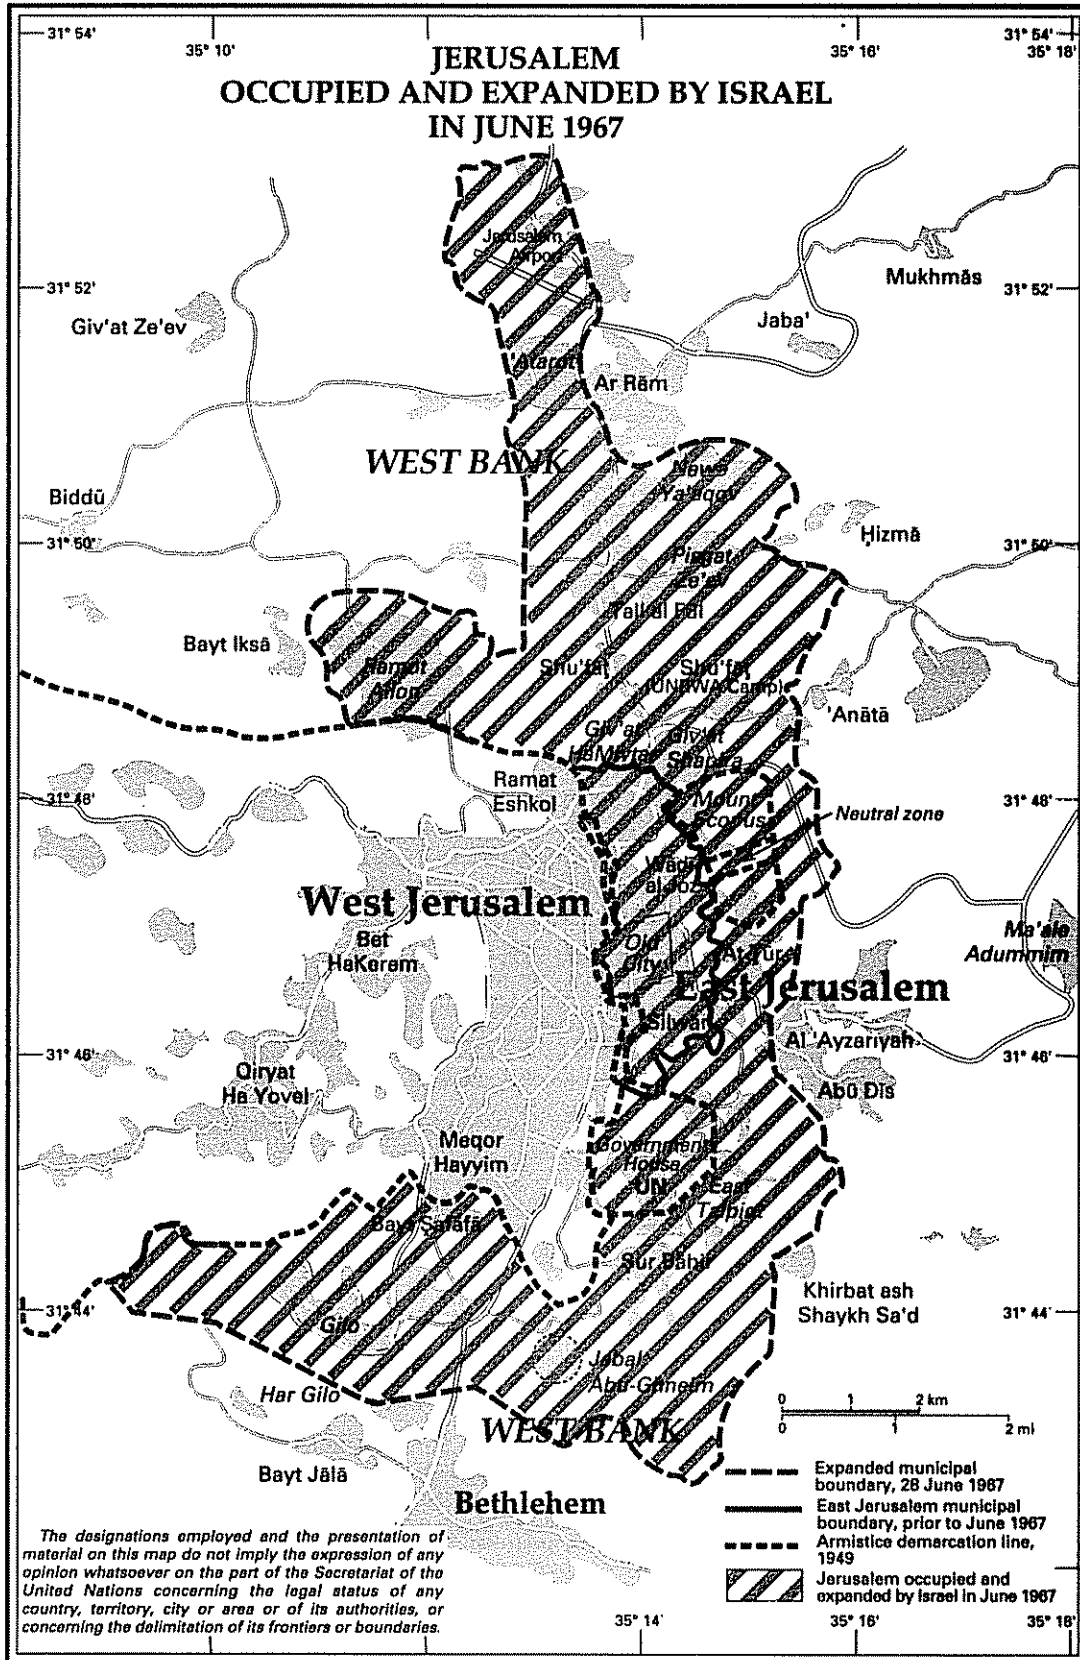 31° 54'
35° 10'
35° 16'
31° 54'
35° 18'
JERUSALEM
OCCUPIED AND EXPANDED BY ISRAEL
IN JUNE 1967
Jerusalem
Airport
Mukhmās
31° 52'
31° 52'
Giv'at Ze'ev
Jaba'
'Atarot
Ar Rām
WEST BANK
Neve
Ya'aqov
Biddū
Ḥizmā
31° 50'
31° 50'
Pisgat
Ze'ev
Tall al Fūl
Bayt Iksā
Ramot
Allon
Shu'fāṭ
Shu'fāṭ
(UNRWA Camp)
'Anātā
Giv'at
HaMivtar
Giv'at
Shapira
Ramat
Eshkol
31° 48'
31° 48'
Mount
Scopus
Neutral zone
Wādī
al Jōz
West Jerusalem
Bet
HaKerem
Old
City
At Tūr
Ma'ale
Adummim
East Jerusalem
Silwān
Al 'Ayzarīyah
31° 46'
31° 46'
Qiryat
Ha Yovel
Abū Dīs
Meqor
Hayyim
Government
House
UN
East
Talpiot
Bayt Ṣafāfā
Sūr Bāhir
Khirbat ash
Shaykh Sa'd
31° 44'
31° 44'
Gilo
Jabal
Abu-Ghneim
Har Gilo
0 1 2 km
0 2 mi
WEST BANK
Bayt Jālā
Bethlehem
Expanded municipal
boundary, 28 June 1967
East Jerusalem municipal
boundary, prior to June 1967
Armistice demarcation line,
1949
Jerusalem occupied and
expanded by Israel in June 1967
The designations employed and the presentation of
material on this map do not imply the expression of any
opinion whatsoever on the part of the Secretariat of the
United Nations concerning the legal status of any
country, territory, city or area or of its authorities, or
concerning the delimitation of its frontiers or boundaries.
35° 14'
35° 16'
35° 18'